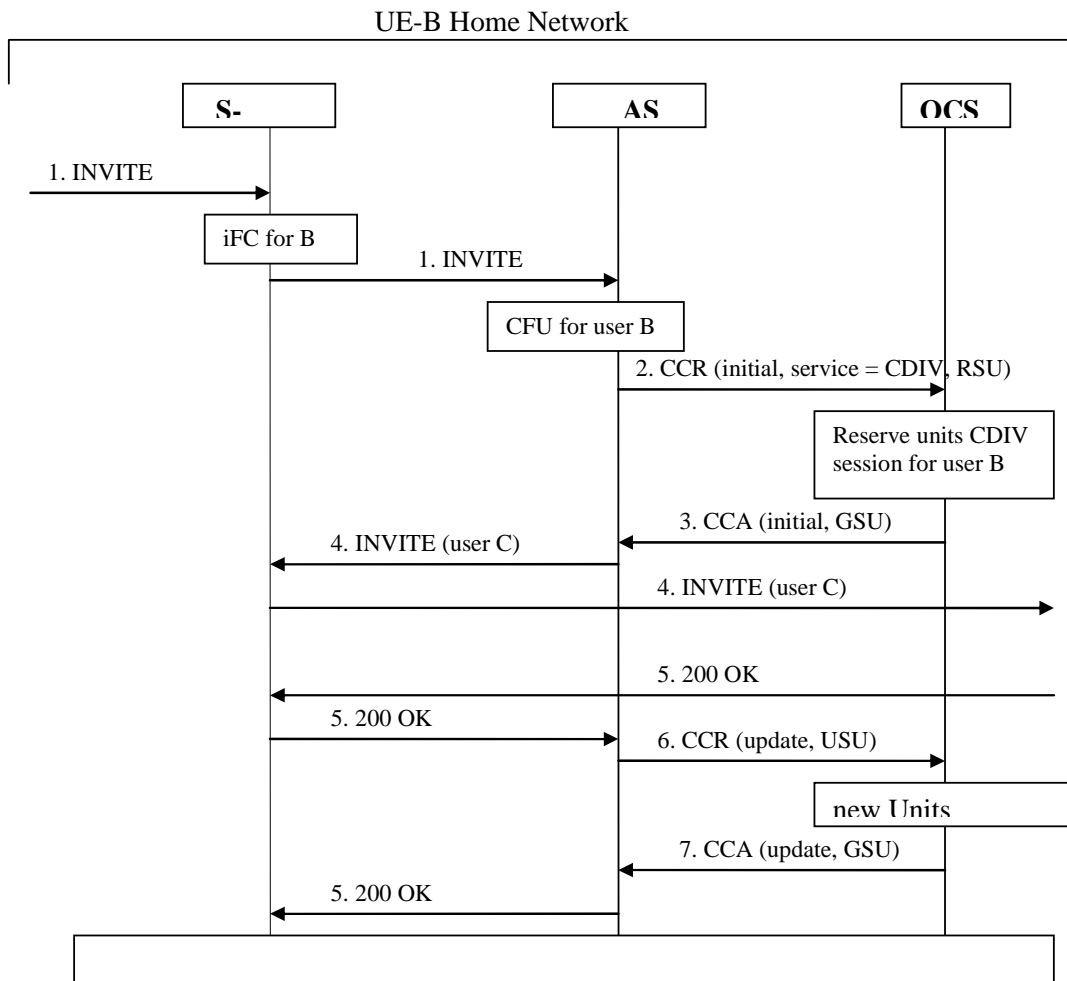 UE-B Home Network
S-
AS
OCS
1. INVITE
iFC for B
1. INVITE
CFU for user B
2. CCR (initial, service = CDIV, RSU)
Reserve units CDIV
session for user B
3. CCA (initial, GSU)
4. INVITE (user C)
4. INVITE (user C)
5. 200 OK
5. 200 OK
6. CCR (update, USU)
new Units
7. CCA (update, GSU)
5. 200 OK